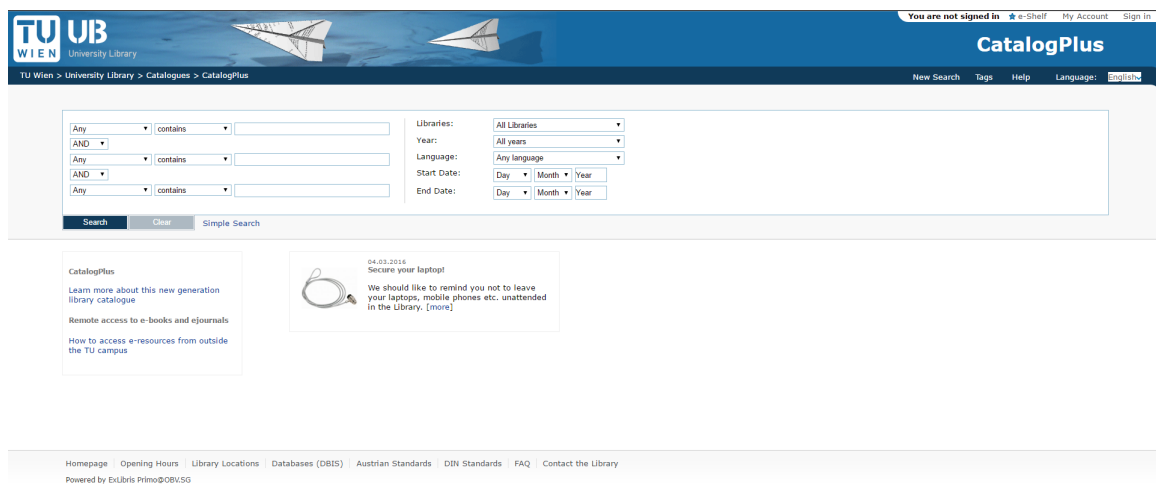 You are not signed in e-Shelf My Account Sign in
TU WIEN
UB
University Library
CatalogPlus
TU Wien > University Library > Catalogues > CatalogPlus
New Search Tags Help Language: English
Any contains
AND
Any contains
AND
Any contains
Libraries: All Libraries
Year: All years
Language: Any language
Start Date: Day Month Year
End Date: Day Month Year
Search Clear Simple Search
CatalogPlus
Learn more about this new generation
library catalogue
Remote access to e-books and ejournals
How to access e-resources from outside
the TU campus
04.03.2016
Secure your laptop!
We should like to remind you not to leave
your laptops, mobile phones etc. unattended
in the Library. [more]
Homepage Opening Hours Library Locations Databases (DBIS) Austrian Standards DIN Standards FAQ Contact the Library
Powered by ExLibris Primo@OBV.SG